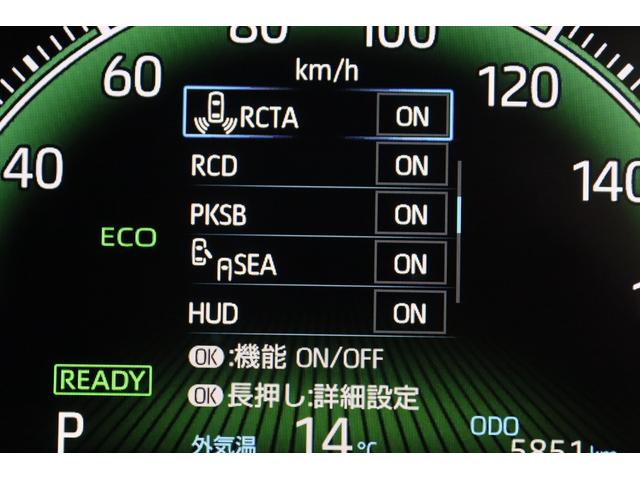 80 100
60 km/h 120
RCTA ON
40 RCD ON 140
PKSB ON
ECO
SEA ON
HUD ON
OK:機能 ON/OFF
READY
OK長押し:詳細設定
P 外気温 14℃ ODO
5851km